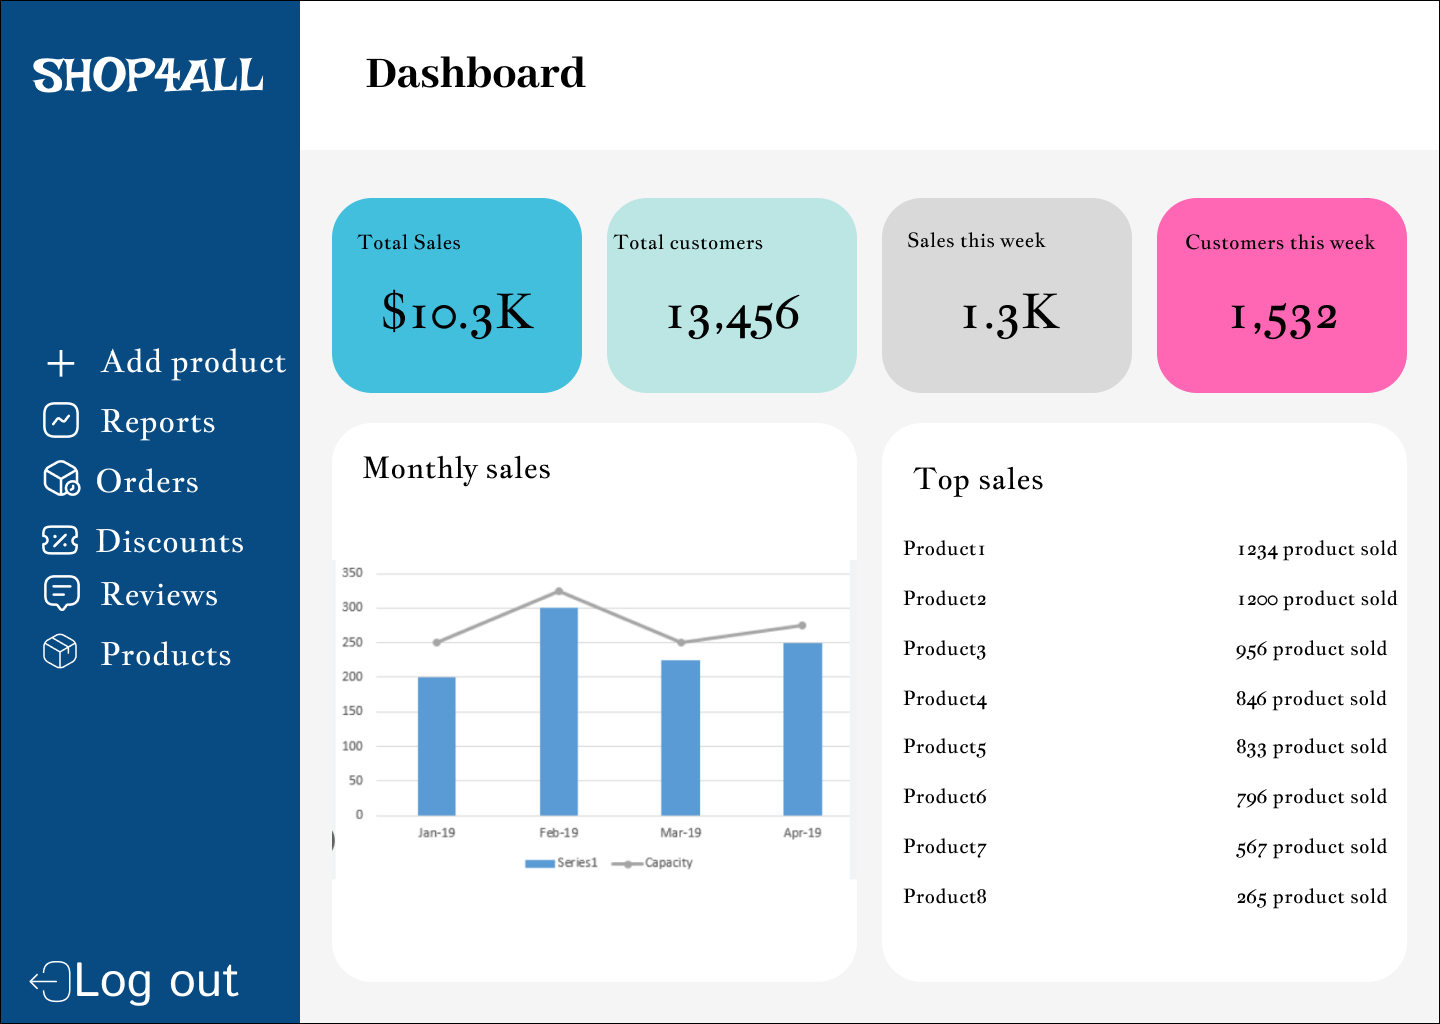 SHOP4ALL
Dashboard
Total Sales
$10.3K
Total customers
13,456
Sales this week
1.3K
Customers this week
1,532
Add product
Reports
Orders
Discounts
Reviews
Products
Log out
Monthly sales
350
300
250
200
150
100
50
0
Jan-19 Feb-19 Mar-19 Apr-19
Series1 Capacity
Top sales
Product1 1234 product sold
Product2 1200 product sold
Product3 956 product sold
Product4 846 product sold
Product5 833 product sold
Product6 796 product sold
Product7 567 product sold
Product8 265 product sold